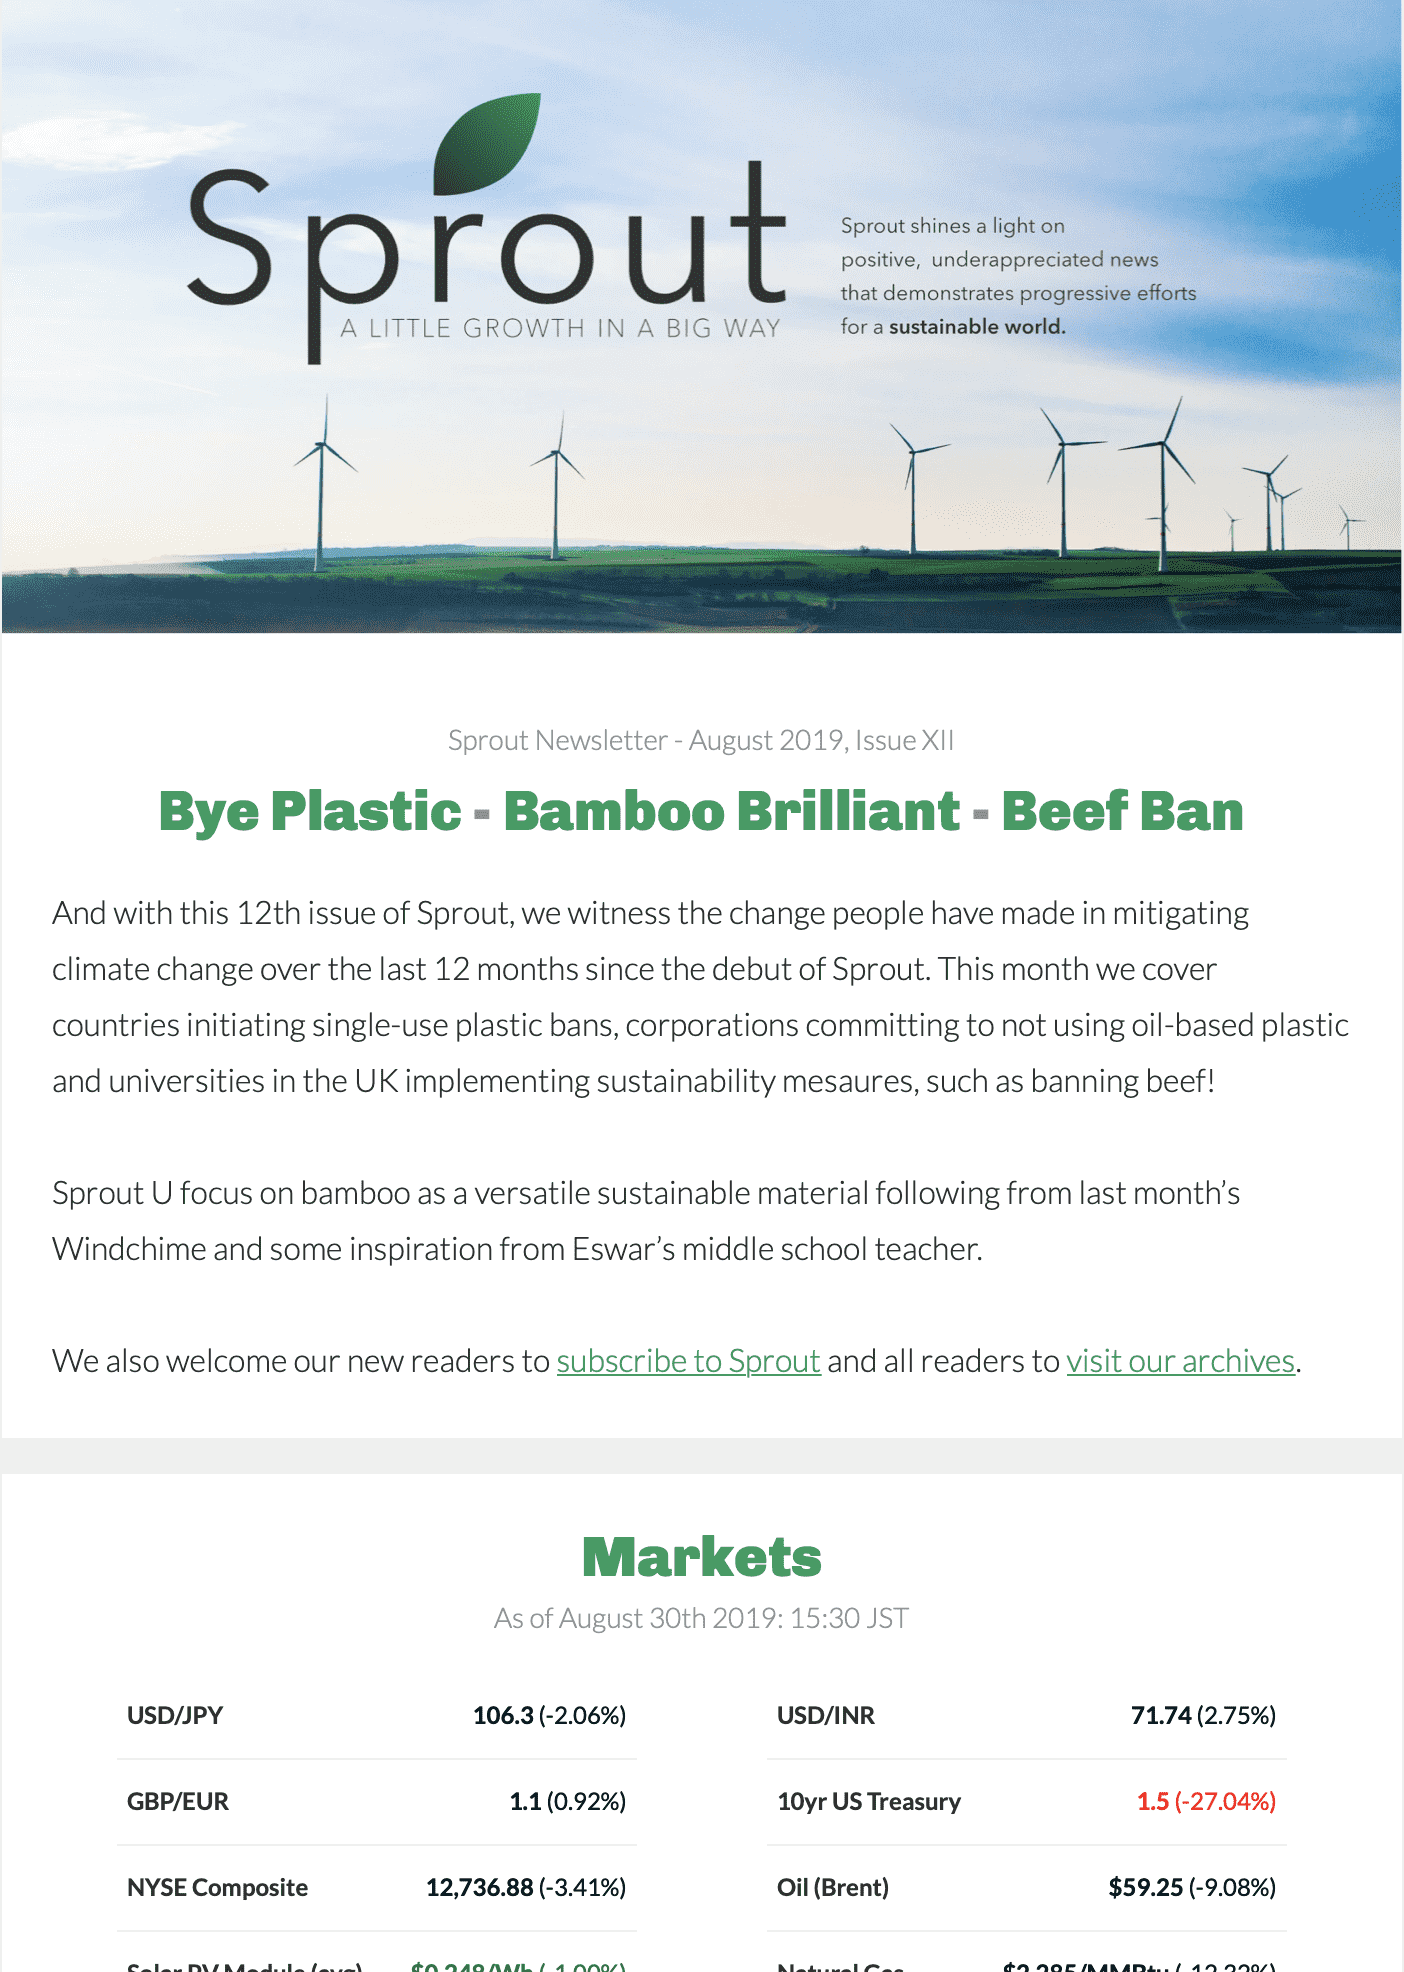 Sprout
A LITTLE GROWTH IN A BIG WAY
Sprout shines a light on
positive, underappreciated news
that demonstrates progressive efforts
for a sustainable world.
Sprout Newsletter - August 2019, Issue XII
Bye Plastic - Bamboo Brilliant - Beef Ban
And with this 12th issue of Sprout, we witness the change people have made in mitigating
climate change over the last 12 months since the debut of Sprout. This month we cover
countries initiating single-use plastic bans, corporations committing to not using oil-based plastic
and universities in the UK implementing sustainability mesaures, such as banning beef!
Sprout U focus on bamboo as a versatile sustainable material following from last month's
Windchime and some inspiration from Eswar's middle school teacher.
We also welcome our new readers to subscribe to Sprout and all readers to visit our archives.
Markets
As of August 30th 2019: 15:30 JST
USD/JPY 106.3 (-2.06%) USD/INR 71.74 (2.75%)
GBP/EUR 1.1 (0.92%) 10yr US Treasury 1.5 (-27.04%)
NYSE Composite 12,736.88 (-3.41%) Oil (Brent) $59.25 (-9.08%)
Solar PV Module (avg) Natural Gas